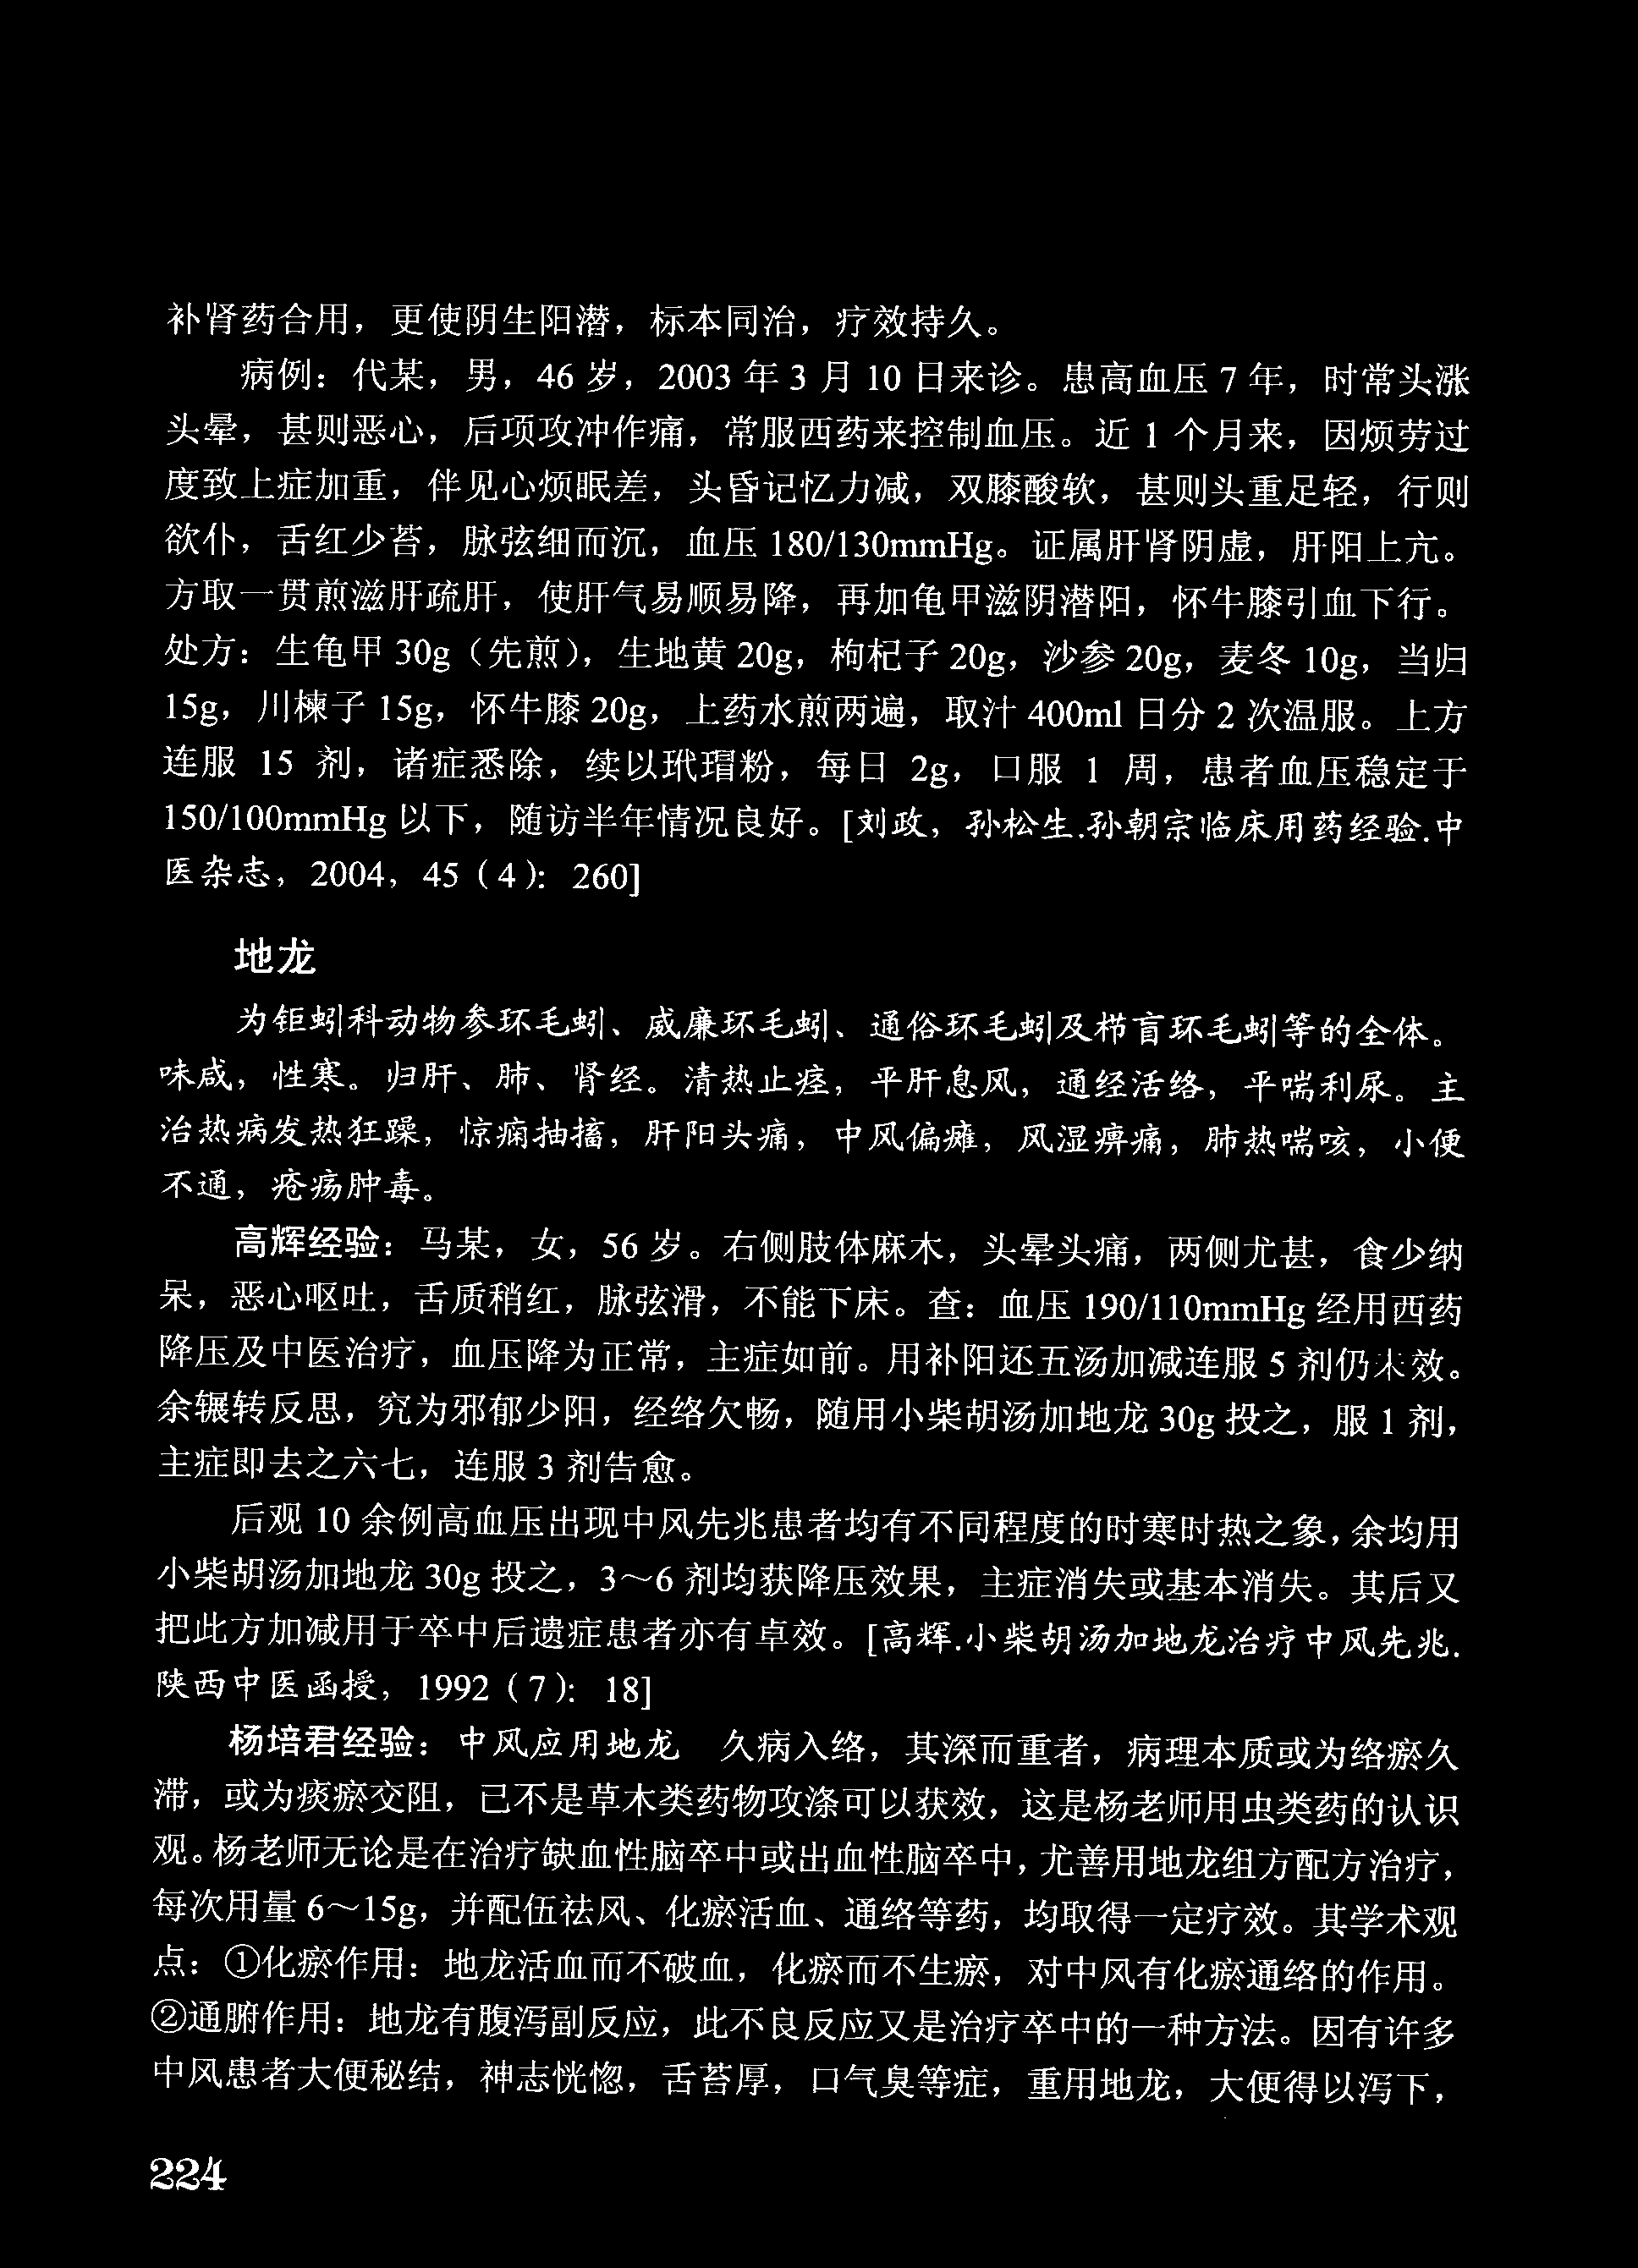 补肾药合用，更使阴生阳潜，标本同治，疗效持久。
病例：代某，男，46 岁，2003 年 3 月 10 日来诊。患高血压 7 年，时常头涨
头晕，甚则恶心，后项攻冲作痛，常服西药来控制血压。近 1 个月来，因烦劳过
度致上症加重，伴见心烦眠差，头昏记忆力减，双膝酸软，甚则头重足轻，行则
欲仆，舌红少苔，脉弦细而沉，血压 180/130mmHg。证属肝肾阴虚，肝阳上亢。
方取一贯煎滋肝疏肝，使肝气易顺易降，再加龟甲滋阴潜阳，怀牛膝引血下行。
处方：生龟甲 30g（先煎），生地黄 20g，枸杞子 20g，沙参 20g，麦冬 10g，当归
15g，川楝子 15g，怀牛膝 20g，上药水煎两遍，取汁 400ml 日分 2 次温服。上方
连服 15 剂，诸症悉除，续以玳瑁粉，每日 2g，口服 1 周，患者血压稳定于
150/100mmHg 以下，随访半年情况良好。[刘政，孙松生.孙朝宗临床用药经验.中
医杂志，2004，45（4）：260]
地龙
为钜蚓科动物参环毛蚓、威廉环毛蚓、通俗环毛蚓及栉盲环毛蚓等的全体。
味咸，性寒。归肝、肺、肾经。清热止痉，平肝息风，通经活络，平喘利尿。主
治热病发热狂躁，惊痫抽搐，肝阳头痛，中风偏瘫，风湿痹痛，肺热喘咳，小便
不通，疮疡肿毒。
高辉经验：马某，女，56 岁。右侧肢体麻木，头晕头痛，两侧尤甚，食少纳
呆，恶心呕吐，舌质稍红，脉弦滑，不能下床。查：血压 190/110mmHg 经用西药
降压及中医治疗，血压降为正常，主症如前。用补阳还五汤加减连服 5 剂仍未效。
余辗转反思，究为邪郁少阳，经络欠畅，随用小柴胡汤加地龙 30g 投之，服 1 剂，
主症即去之六七，连服 3 剂告愈。
后观 10 余例高血压出现中风先兆患者均有不同程度的时寒时热之象，余均用
小柴胡汤加地龙 30g 投之，3～6 剂均获降压效果，主症消失或基本消失。其后又
把此方加减用于卒中后遗症患者亦有卓效。[高辉.小柴胡汤加地龙治疗中风先兆.
陕西中医函授，1992（7）：18]
杨培君经验：中风应用地龙　久病入络，其深而重者，病理本质或为络瘀久
滞，或为痰瘀交阻，已不是草木类药物攻涤可以获效，这是杨老师用虫类药的认识
观。杨老师无论是在治疗缺血性脑卒中或出血性脑卒中，尤善用地龙组方配方治疗，
每次用量 6～15g，并配伍祛风、化瘀活血、通络等药，均取得一定疗效。其学术观
点：①化瘀作用：地龙活血而不破血，化瘀而不生瘀，对中风有化瘀通络的作用。
②通腑作用：地龙有腹泻副反应，此不良反应又是治疗卒中的一种方法。因有许多
中风患者大便秘结，神志恍惚，舌苔厚，口气臭等症，重用地龙，大便得以泻下，
224